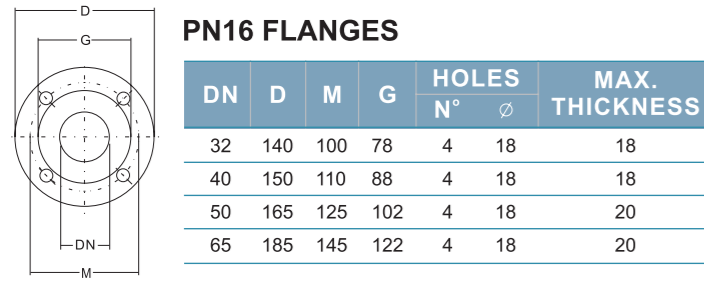 D
G
DN
M
PN16 FLANGES
DN D M G HOLES N° Ø MAX. THICKNESS
32 140 100 78 4 18 18
40 150 110 88 4 18 18
50 165 125 102 4 18 20
65 185 145 122 4 18 20